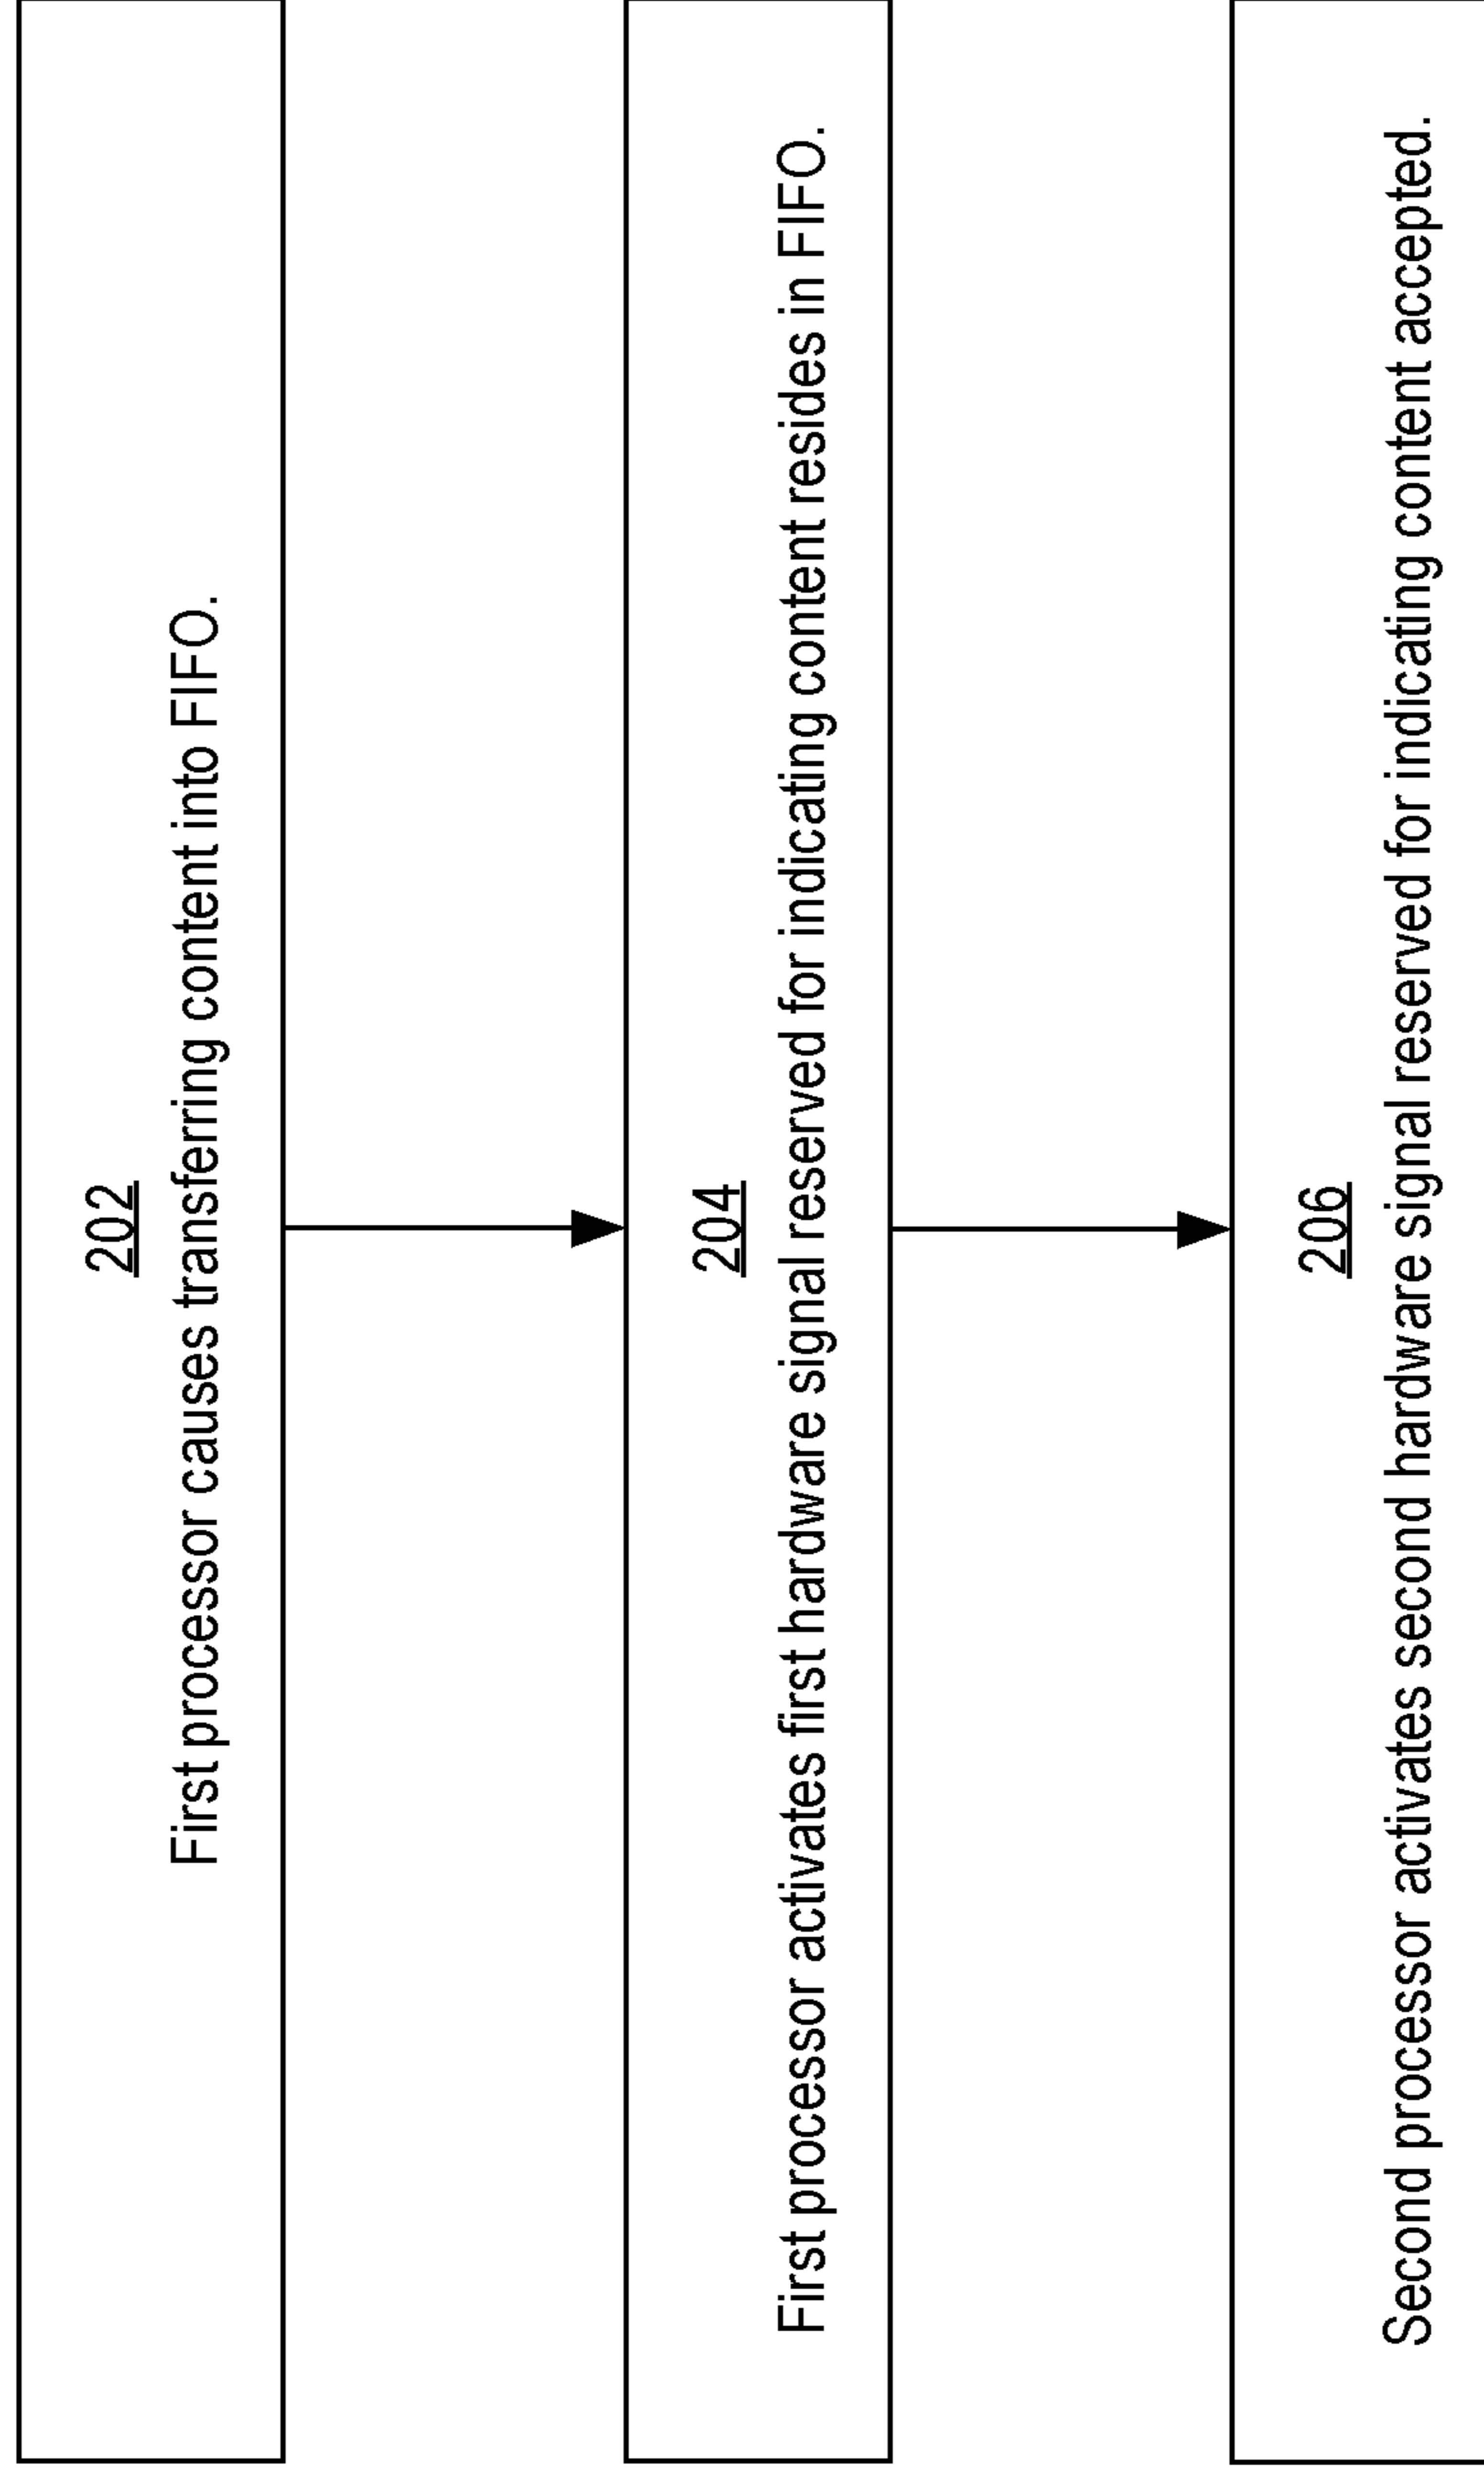 202
First processor causes transferring content into FIFO.
204
First processor activates first hardware signal reserved for indicating content resides in FIFO.
206
Second processor activates second hardware signal reserved for indicating content accepted.